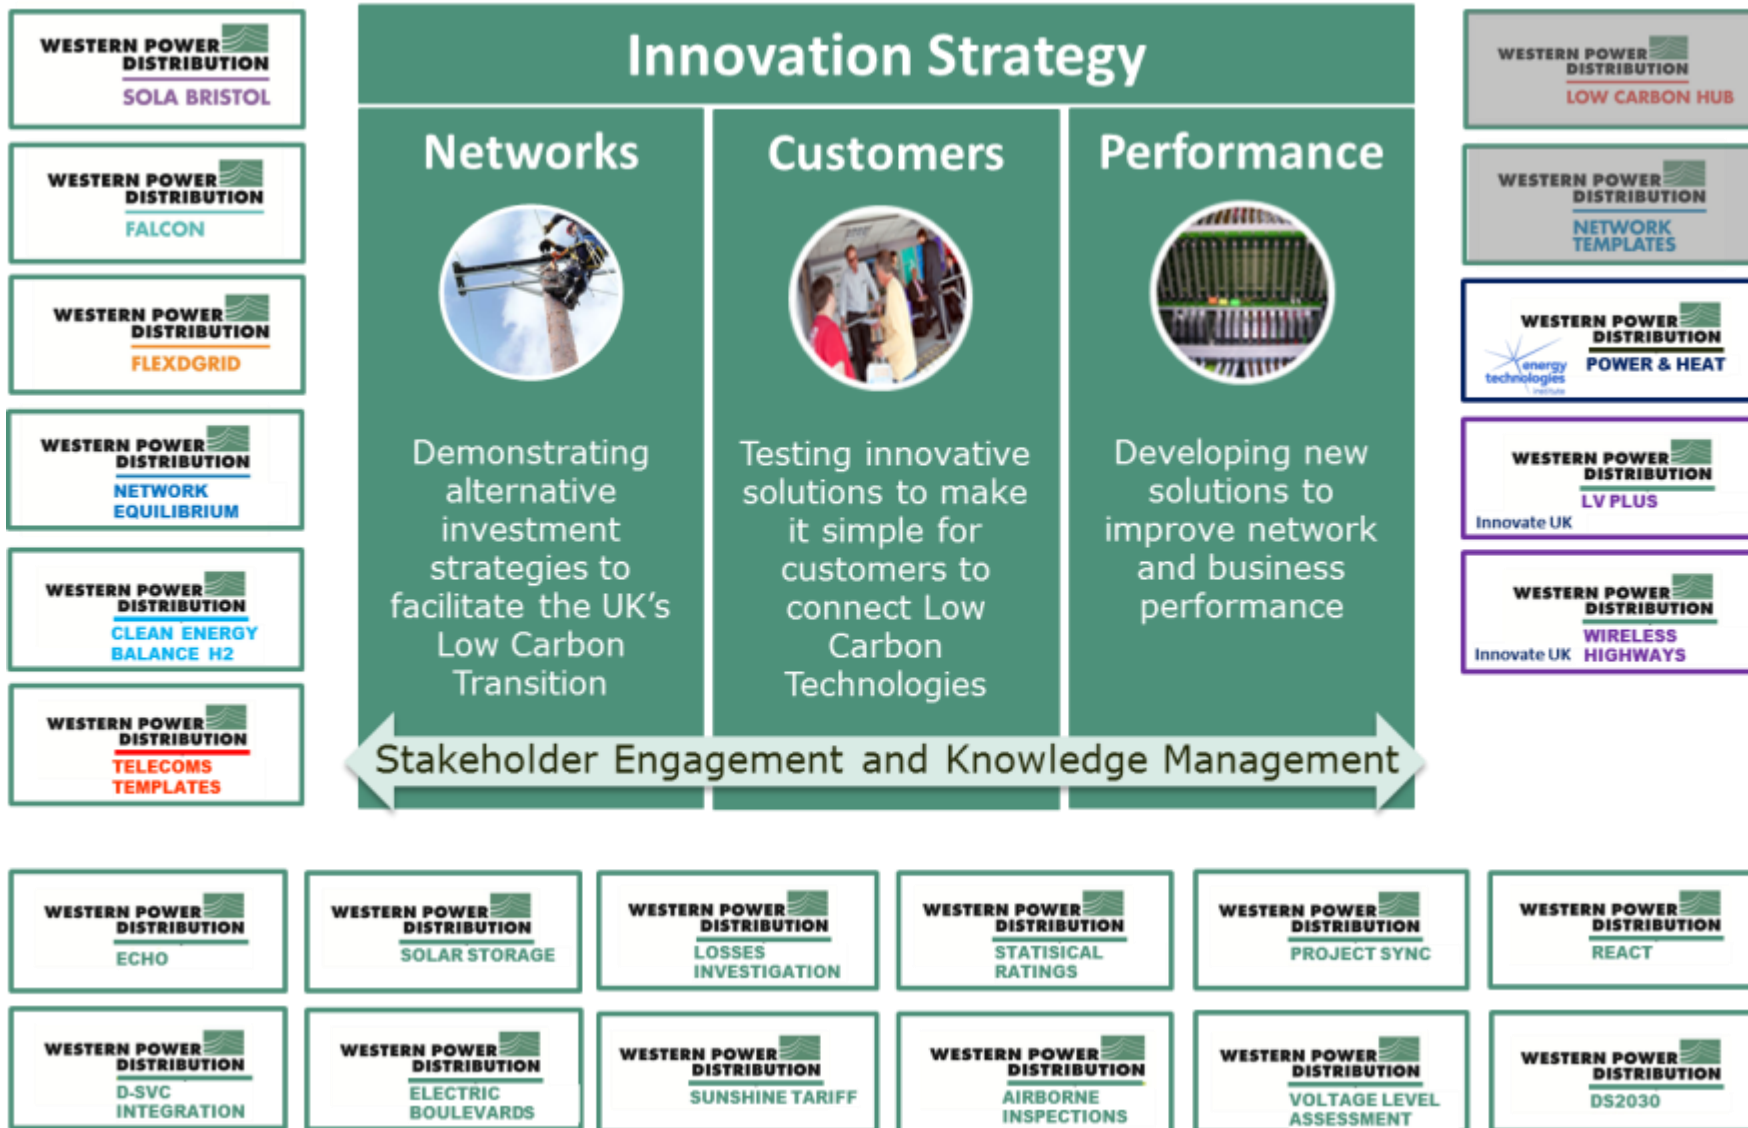 WESTERN POWER
DISTRIBUTION
SOLA BRISTOL
WESTERN POWER
DISTRIBUTION
FALCON
WESTERN POWER
DISTRIBUTION
FLEXDGRID
WESTERN POWER
DISTRIBUTION
NETWORK
EQUILIBRIUM
WESTERN POWER
DISTRIBUTION
CLEAN ENERGY
BALANCE H2
WESTERN POWER
DISTRIBUTION
TELECOMS
TEMPLATES
Innovation Strategy
Networks
Demonstrating
alternative
investment
strategies to
facilitate the UK's
Low Carbon
Transition
Customers
Testing innovative
solutions to make
it simple for
customers to
connect Low
Carbon
Technologies
Performance
Developing new
solutions to
improve network
and business
performance
Stakeholder Engagement and Knowledge Management
WESTERN POWER
DISTRIBUTION
LOW CARBON HUB
WESTERN POWER
DISTRIBUTION
NETWORK
TEMPLATES
WESTERN POWER
DISTRIBUTION
POWER & HEAT
energy
technologies
institute
WESTERN POWER
DISTRIBUTION
LV PLUS
Innovate UK
WESTERN POWER
DISTRIBUTION
WIRELESS
Innovate UK HIGHWAYS
WESTERN POWER
DISTRIBUTION
ECHO
WESTERN POWER
DISTRIBUTION
SOLAR STORAGE
WESTERN POWER
DISTRIBUTION
LOSSES
INVESTIGATION
WESTERN POWER
DISTRIBUTION
STATISICAL
RATINGS
WESTERN POWER
DISTRIBUTION
PROJECT SYNC
WESTERN POWER
DISTRIBUTION
REACT
WESTERN POWER
DISTRIBUTION
D-SVC
INTEGRATION
WESTERN POWER
DISTRIBUTION
ELECTRIC
BOULEVARDS
WESTERN POWER
DISTRIBUTION
SUNSHINE TARIFF
WESTERN POWER
DISTRIBUTION
AIRBORNE
INSPECTIONS
WESTERN POWER
DISTRIBUTION
VOLTAGE LEVEL
ASSESSMENT
WESTERN POWER
DISTRIBUTION
DS2030